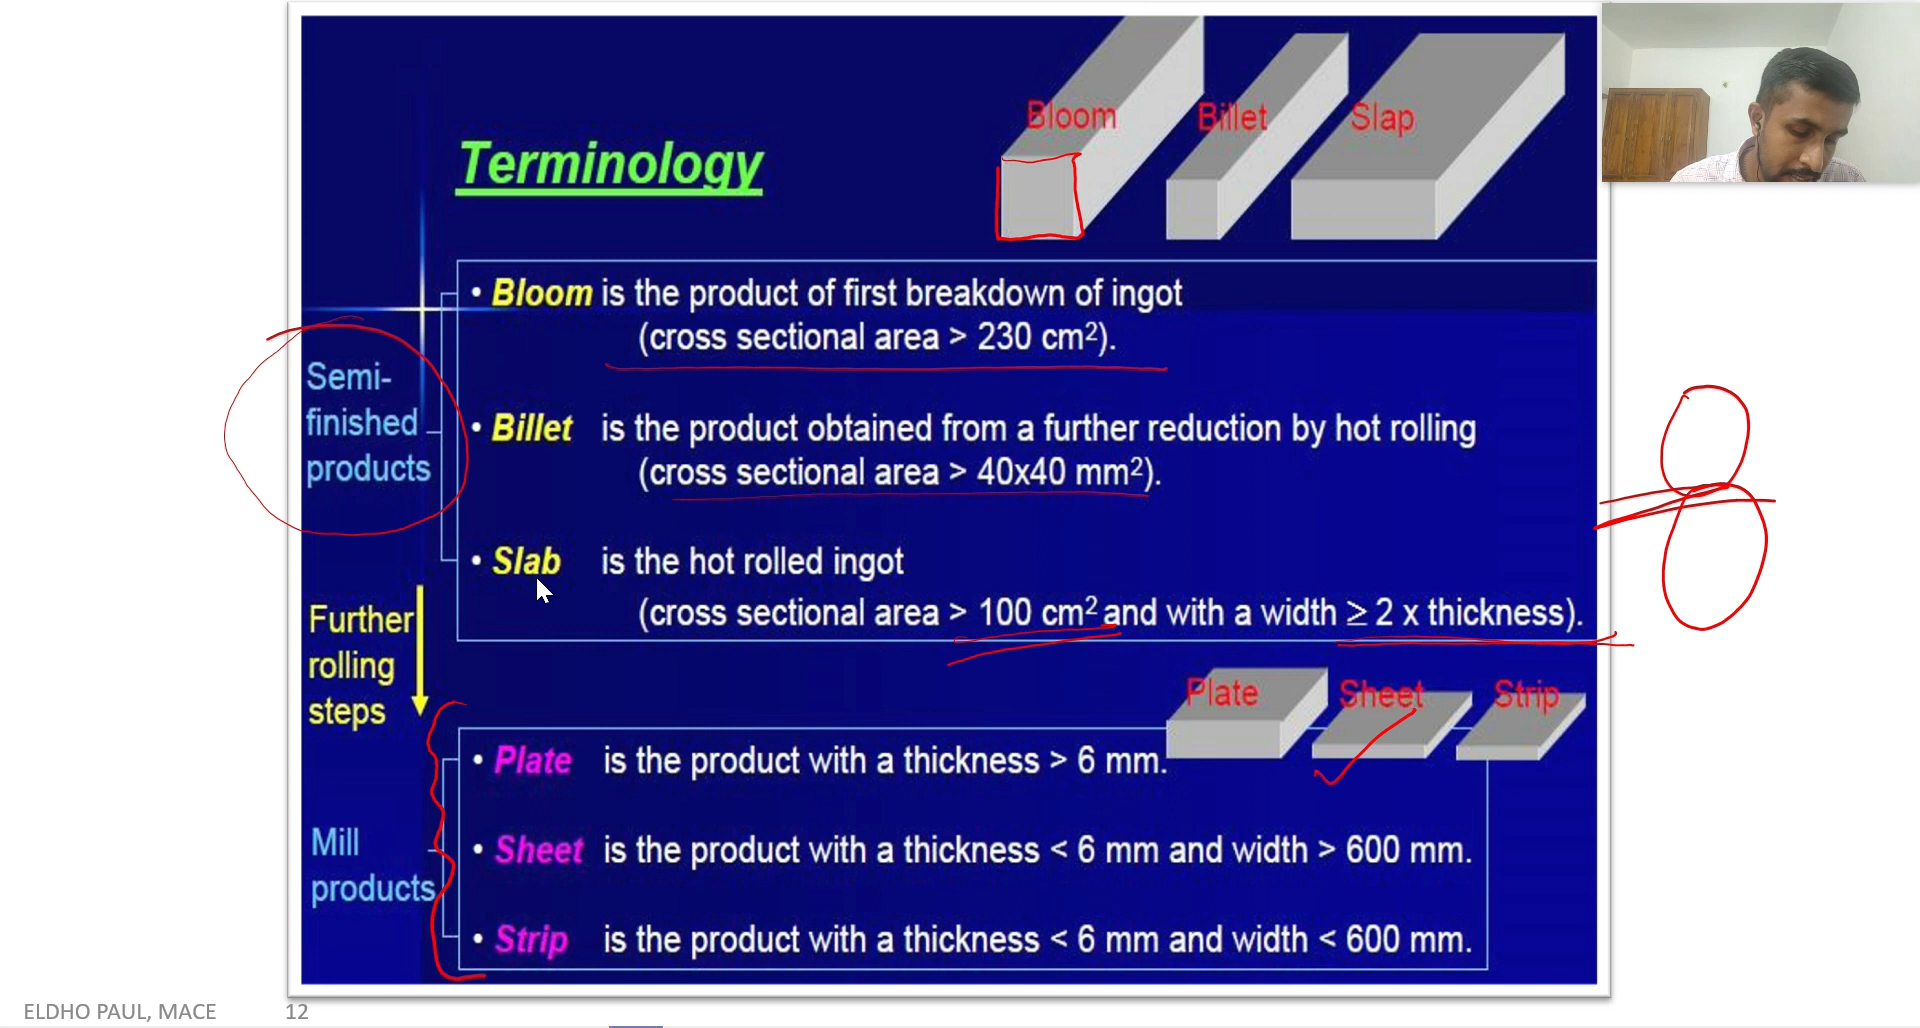 Bloom
Billet
Slap
Terminology
• Bloom is the product of first breakdown of ingot
(cross sectional area > 230 cm2).
Semi-
finished
products
• Billet is the product obtained from a further reduction by hot rolling
(cross sectional area > 40x40 mm2).
• Slab is the hot rolled ingot
(cross sectional area > 100 cm2 and with a width ≥ 2 x thickness).
Further
rolling
steps
Plate
Sheet
Strip
• Plate is the product with a thickness > 6 mm.
Mill
products
• Sheet is the product with a thickness < 6 mm and width > 600 mm.
• Strip is the product with a thickness < 6 mm and width < 600 mm.
ELDHO PAUL, MACE
12